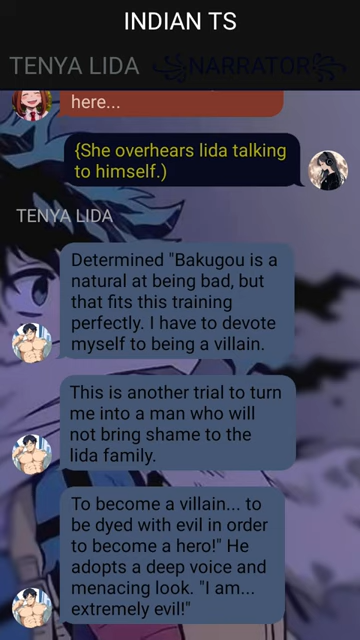 INDIAN TS
TENYA LIDA ꧁NARRATOR꧂
here...
{She overhears lida talking
to himself.)
TENYA LIDA
Determined "Bakugou is a
natural at being bad, but
that fits this training
perfectly. I have to devote
myself to being a villain.
This is another trial to turn
me into a man who will
not bring shame to the
lida family.
To become a villain... to
be dyed with evil in order
to become a hero!" He
adopts a deep voice and
menacing look. "I am...
extremely evil!"